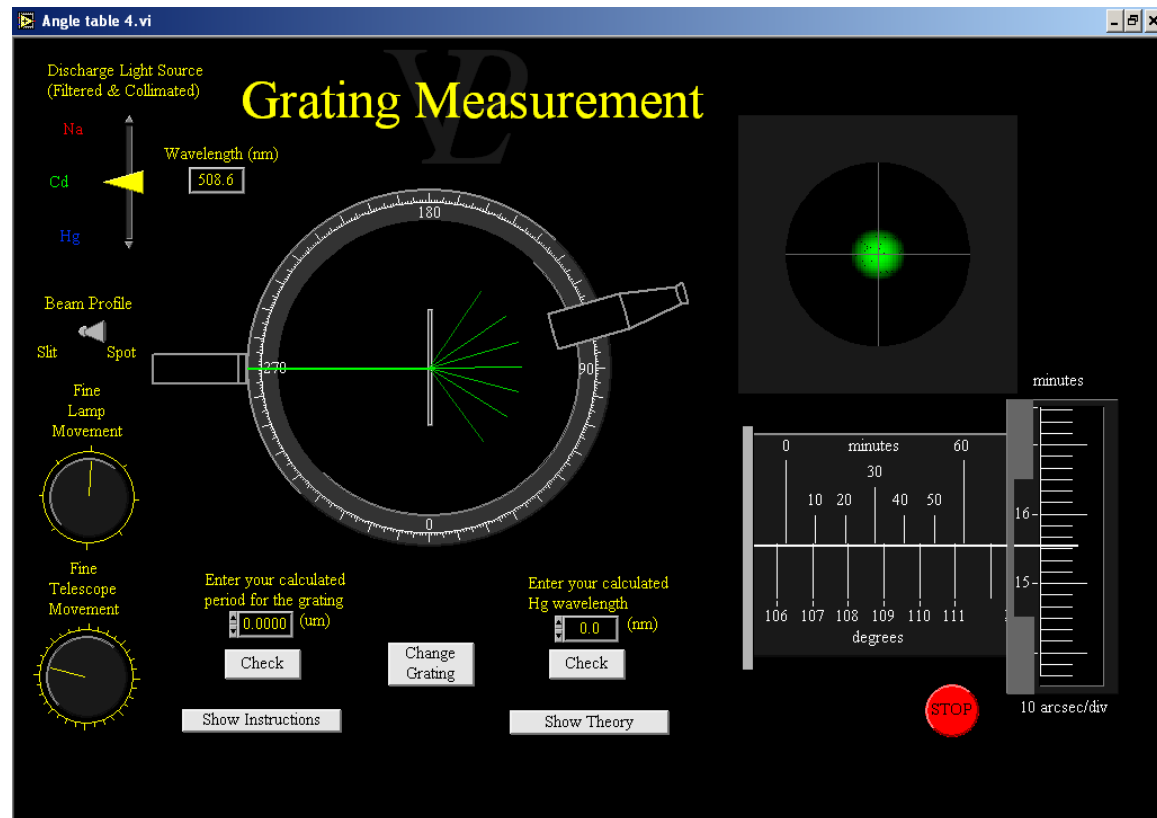 Angle table 4.vi
Discharge Light Source
(Filtered & Collimated)
VPL
Grating Measurement
Na
Cd
Hg
Wavelength (nm)
508.6
180
270
90
0
Beam Profile
Slit
Spot
Fine
Lamp
Movement
Fine
Telescope
Movement
Enter your calculated
period for the grating
0.0000 (um)
Check
Change
Grating
Enter your calculated
Hg wavelength
0.0 (nm)
Check
Show Instructions
Show Theory
minutes
0 minutes 60
30
10 20 40 50
106 107 108 109 110 111
degrees
16
15
STOP
10 arcsec/div